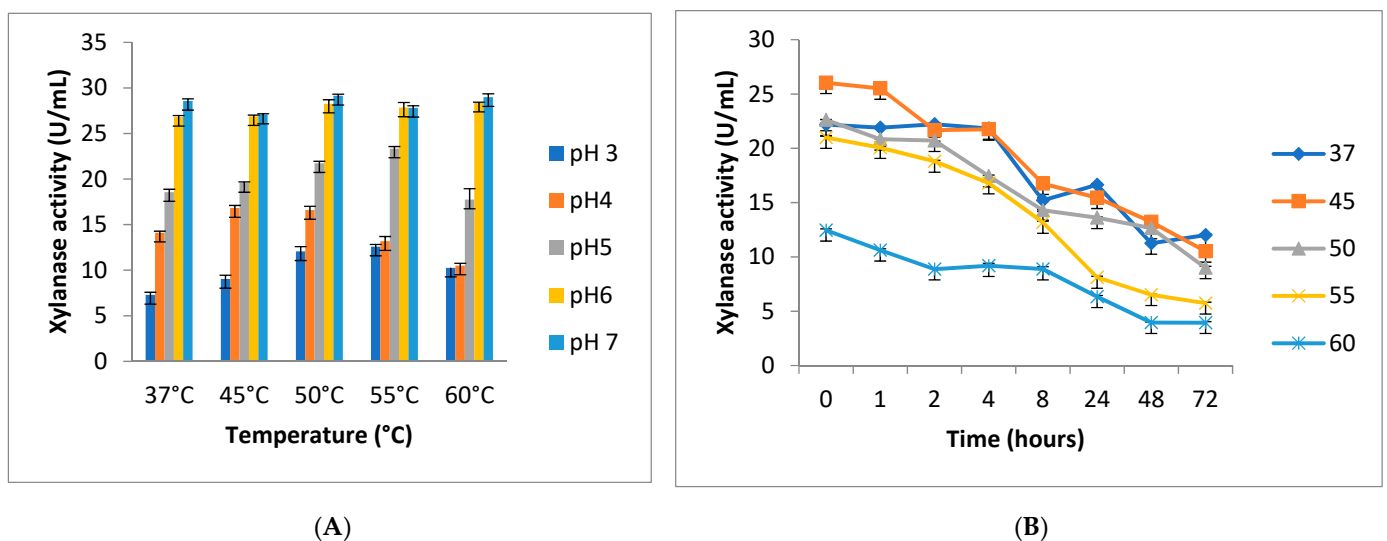 Xylanase activity (U/mL)
35
30
25
20
15
10
5
0
37°C 45°C 50°C 55°C 60°C
Temperature (°C)
pH 3
pH4
pH5
pH6
pH 7
(A)
Xylanase activity (U/mL)
30
25
20
15
10
5
0
0 1 2 4 8 24 48 72
Time (hours)
37
45
50
55
60
(B)